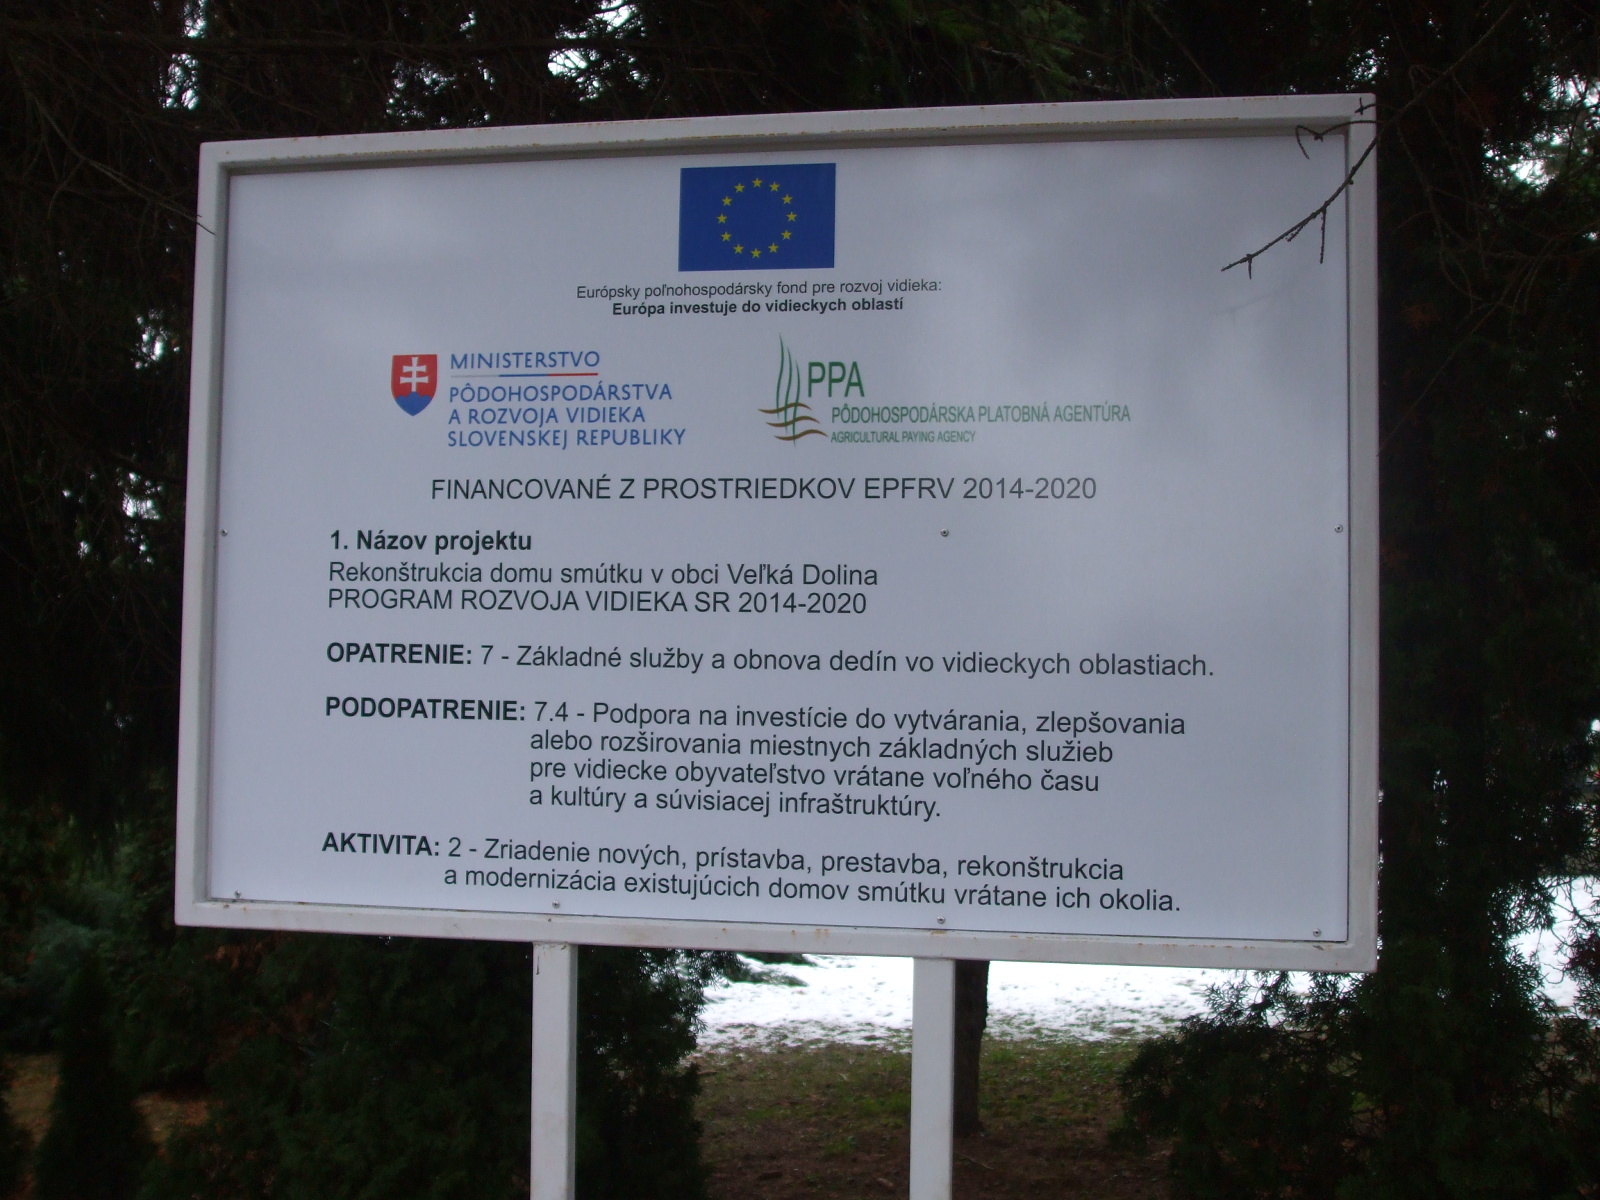 Európsky poľnohospodársky fond pre rozvoj vidieka:
Európa investuje do vidieckych oblastí
MINISTERSTVO
PÔDOHOSPODÁRSTVA
A ROZVOJA VIDIEKA
SLOVENSKEJ REPUBLIKY
PPA
PÔDOHOSPODÁRSKA PLATOBNÁ AGENTÚRA
AGRICULTURAL PAYING AGENCY
FINANCOVANÉ Z PROSTRIEDKOV EPFRV 2014-2020
1. Názov projektu
Rekonštrukcia domu smútku v obci Veľká Dolina
PROGRAM ROZVOJA VIDIEKA SR 2014-2020
OPATRENIE: 7 - Základné služby a obnova dedín vo vidieckych oblastiach.
PODOPATRENIE: 7.4 - Podpora na investície do vytvárania, zlepšovania
alebo rozširovania miestnych základných služieb
pre vidiecke obyvateľstvo vrátane voľného času
a kultúry a súvisiacej infraštruktúry.
AKTIVITA: 2 - Zriadenie nových, prístavba, prestavba, rekonštrukcia
a modernizácia existujúcich domov smútku vrátane ich okolia.